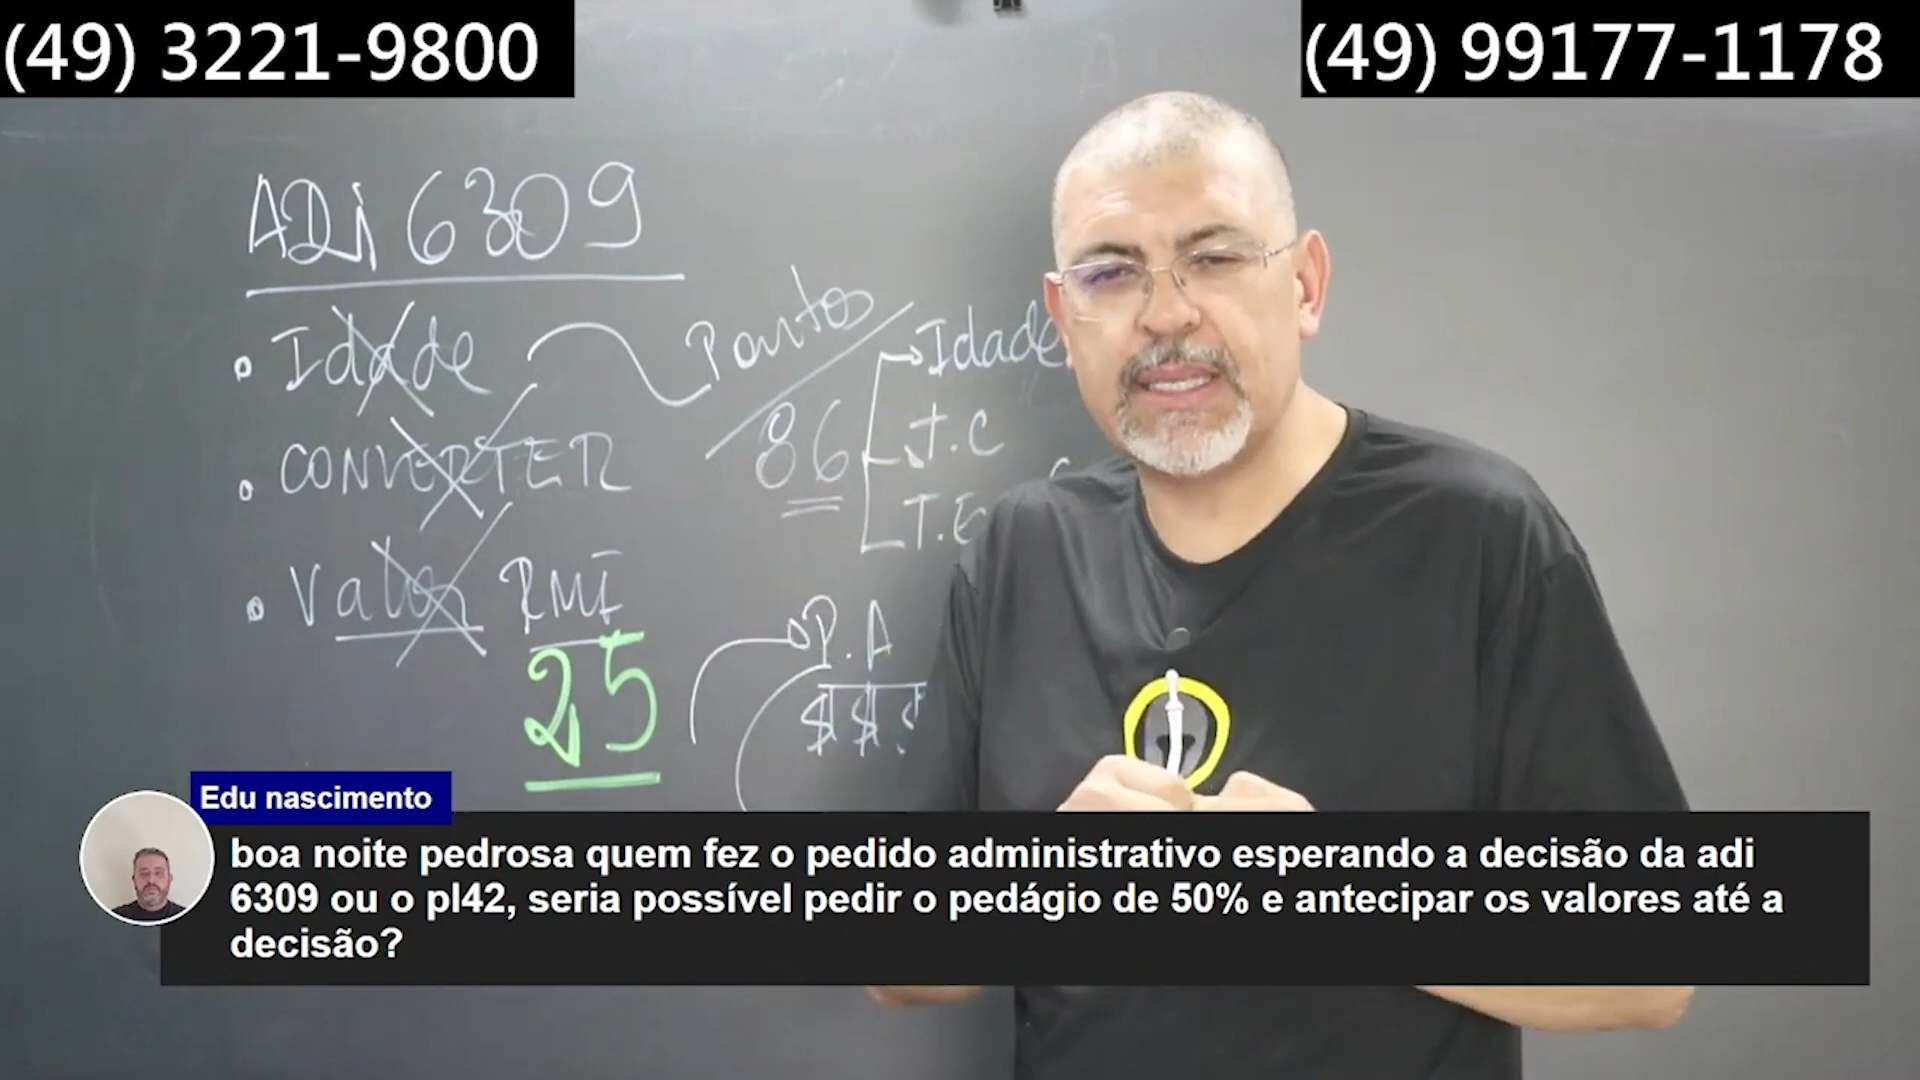 (49) 3221-9800
(49) 99177-1178
ADi 6309
• Idade
Pontos
Idade
• CONVERTER
86
T.C
T.E
• Valor RMI
25
P.A
$$$
Edu nascimento
boa noite pedrosa quem fez o pedido administrativo esperando a decisão da adi
6309 ou o pl42, seria possível pedir o pedágio de 50% e antecipar os valores até a
decisão?